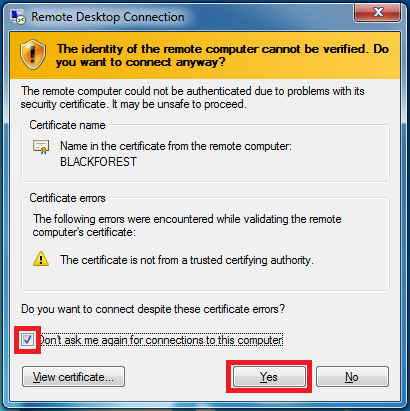 Remote Desktop Connection
The identity of the remote computer cannot be verified. Do
you want to connect anyway?
The remote computer could not be authenticated due to problems with its
security certificate. It may be unsafe to proceed.
Certificate name
Name in the certificate from the remote computer:
BLACKFOREST
Certificate errors
The following errors were encountered while validating the remote
computer's certificate:
The certificate is not from a trusted certifying authority.
Do you want to connect despite these certificate errors?
Don't ask me again for connections to this computer
View certificate...
Yes
No